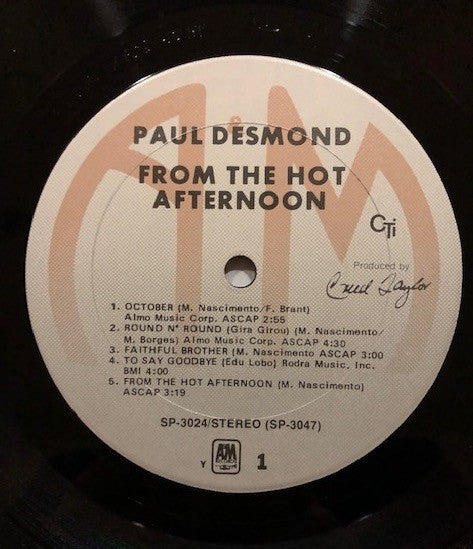 PAUL DESMOND
FROM THE HOT
AFTERNOON
CTi
Produced by
Creed Taylor
1. OCTOBER (M. Nascimento/F. Brant)
Almo Music Corp. ASCAP 2:55
2. ROUND N' ROUND (Gira Girou) (M. Nascimento/
M. Borges) Almo Music Corp. ASCAP 4:30
3. FAITHFUL BROTHER (M. Nascimento ASCAP 3:00
4. TO SAY GOODBYE (Edu Lobo) Rodra Music, Inc.
BMI 4:00
5. FROM THE HOT AFTERNOON (M. Nascimento)
ASCAP 3:19
SP-3024/STEREO (SP-3047)
Y A&M RECORDS 1